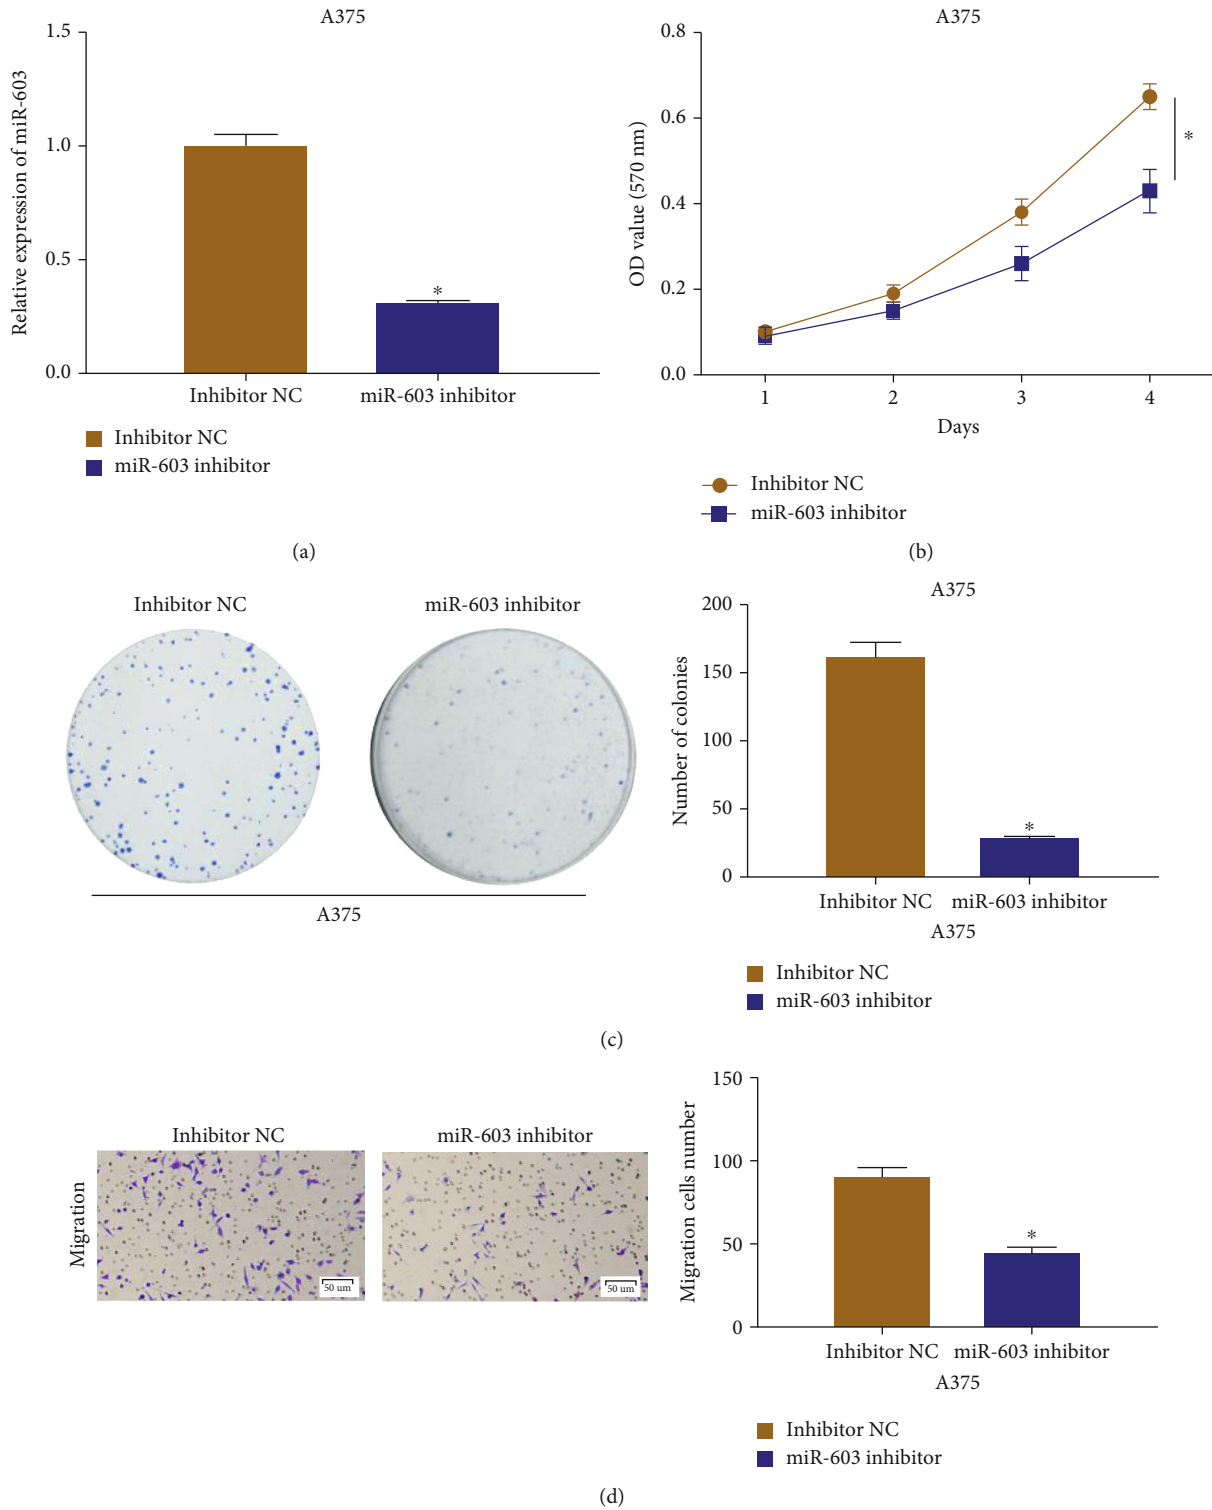 A375
Relative expression of miR-603
1.5
1.0
0.5
0.0
*
Inhibitor NC
miR-603 inhibitor
Inhibitor NC
miR-603 inhibitor
(a)
A375
OD value (570 nm)
0.8
0.6
0.4
0.2
0.0
*
1 2 3 4
Days
Inhibitor NC
miR-603 inhibitor
(b)
Inhibitor NC
miR-603 inhibitor
A375
A375
Number of colonies
200
150
100
50
0
*
Inhibitor NC
miR-603 inhibitor
A375
Inhibitor NC
miR-603 inhibitor
(c)
Migration
Inhibitor NC
miR-603 inhibitor
50 um
50 um
Migration cells number
150
100
50
0
*
Inhibitor NC
miR-603 inhibitor
A375
Inhibitor NC
miR-603 inhibitor
(d)